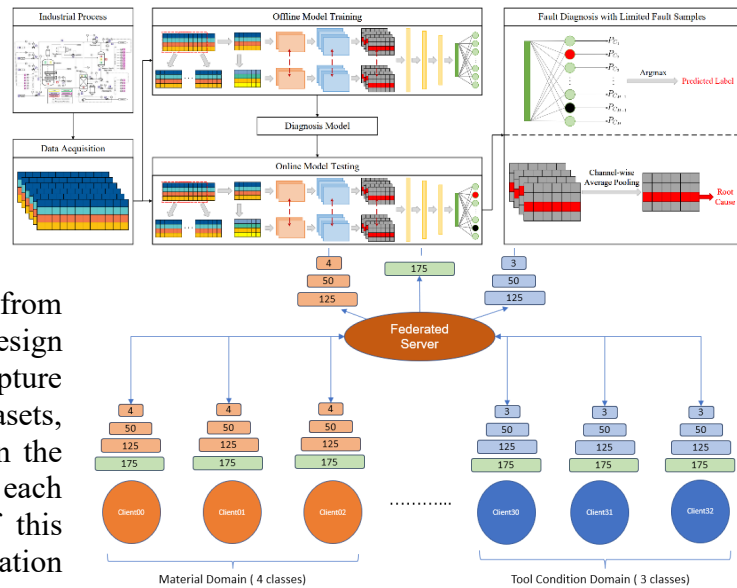 Industrial Process
Offline Model Training
Fault Diagnosis with Limited Fault Samples
Argmax
Predicted Label
Diagnosis Model
Data Acquisition
Online Model Testing
Channel-wise
Average Pooling
Root
Cause
4
50
125
175
3
50
125
Federated
Server
from
esign
pture
asets,
n the
each
this
ation
4
50
125
175
4
50
125
175
4
50
125
175
3
50
125
175
3
50
125
175
3
50
125
175
Client00
Client01
Client02
Client30
Client31
Client32
Material Domain ( 4 classes)
Tool Condition Domain ( 3 classes)